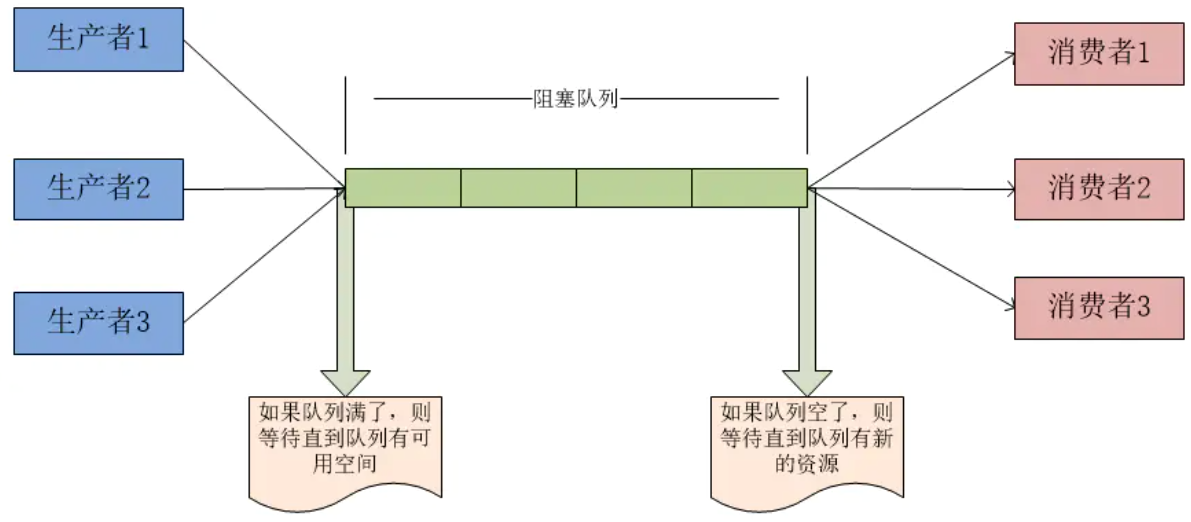 生产者1
消费者1
阻塞队列
生产者2
消费者2
生产者3
消费者3
如果队列满了，则
等待直到队列有可
用空间
如果队列空了，则
等待直到队列有新
的资源